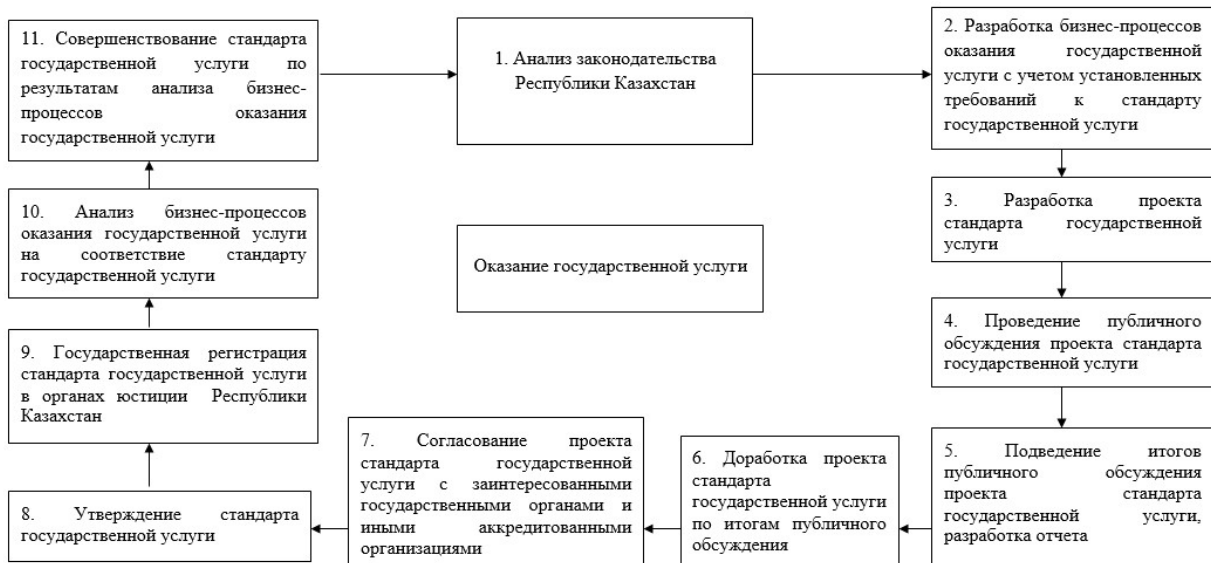 1. Анализ законодательства
Республики Казахстан
2. Разработка бизнес-процессов
оказания государственной
услуги с учетом установленных
требований к стандарту
государственной услуги
3. Разработка проекта
стандарта государственной
услуги
4. Проведение публичного
обсуждения проекта стандарта
государственной услуги
5. Подведение итогов
публичного обсуждения
проекта стандарта
государственной услуги,
разработка отчета
6. Доработка проекта
стандарта
государственной услуги
по итогам публичного
обсуждения
7. Согласование проекта
стандарта государственной
услуги с заинтересованными
государственными органами и
иными аккредитованными
организациями
8. Утверждение стандарта
государственной услуги
9. Государственная регистрация
стандарта государственной услуги
в органах юстиции Республики
Казахстан
10. Анализ бизнес-процессов
оказания государственной услуги
на соответствие стандарту
государственной услуги
11. Совершенствование стандарта
государственной услуги по
результатам анализа бизнес-
процессов оказания
государственной услуги
Оказание государственной услуги